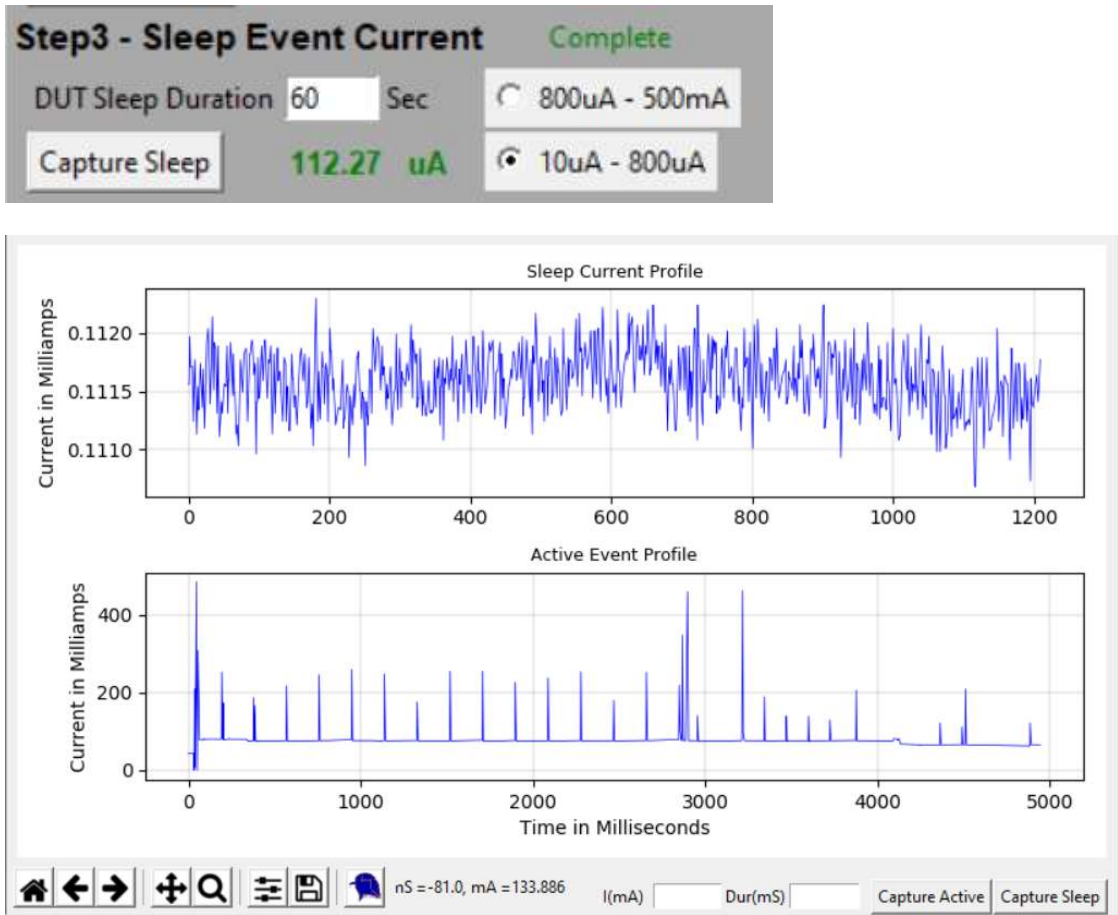 Step3 - Sleep Event Current Complete
DUT Sleep Duration 60 Sec 800uA - 500mA
Capture Sleep 112.27 uA 10uA - 800uA
Sleep Current Profile
Current in Milliamps
0.1120
0.1115
0.1110
0 200 400 600 800 1000 1200
Active Event Profile
Current in Milliamps
400
200
0
0 1000 2000 3000 4000 5000
Time in Milliseconds
nS =-81.0, mA =133.886 I(mA) Dur(mS) Capture Active Capture Sleep